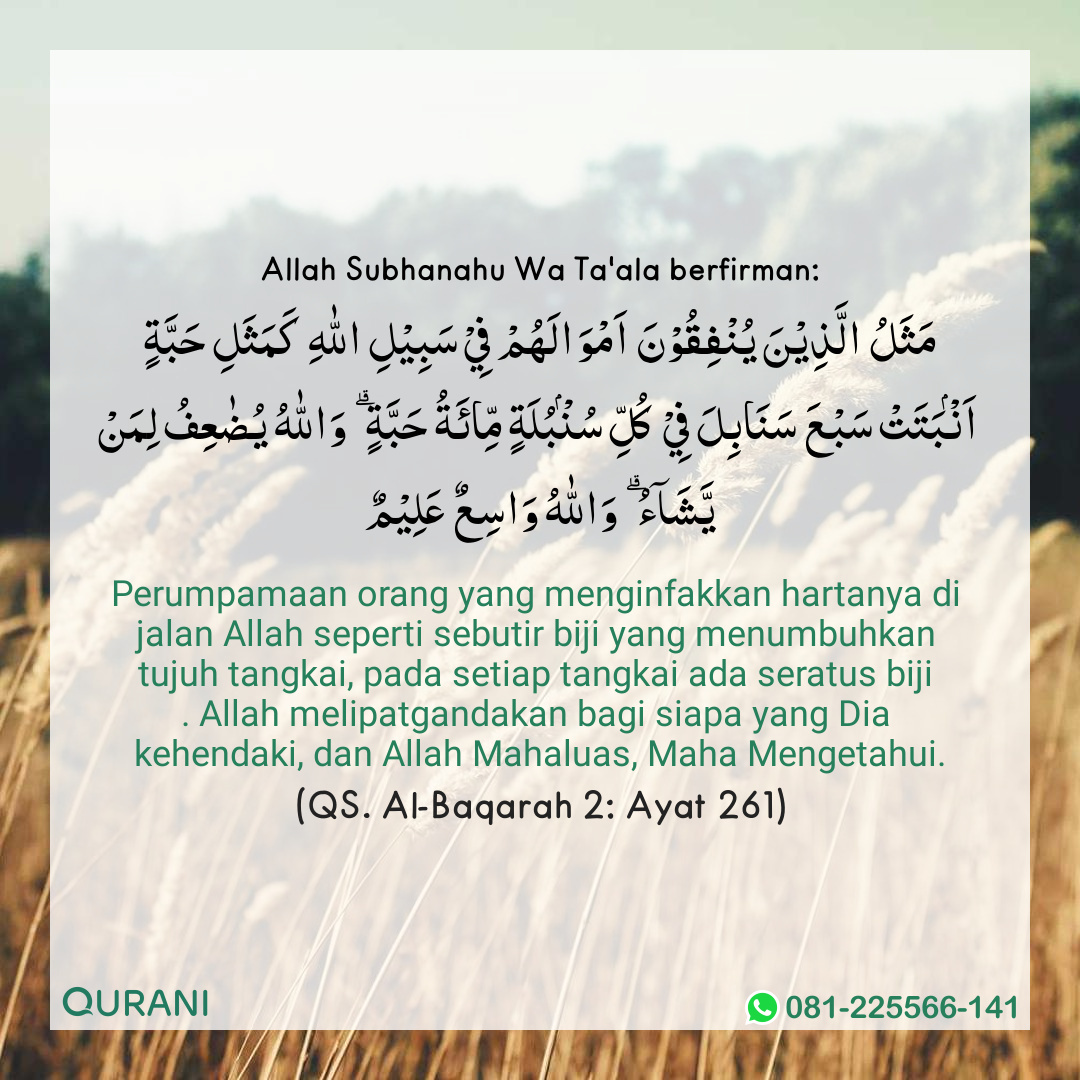 Allah Subhanahu Wa Ta'ala berfirman:
مَثَلُ الَّذِيْنَ يُنْفِقُوْنَ اَمْوَالَهُمْ فِيْ سَبِيْلِ اللّٰهِ كَمَثَلِ حَبَّةٍ
اَنْۢبَتَتْ سَبْعَ سَنَابِلَ فِيْ كُلِّ سُنْۢبُلَةٍ مِّائَةُ حَبَّةٍ ۗ وَاللّٰهُ يُضٰعِفُ لِمَنْ
يَّشَاۤءُ ۗ وَاللّٰهُ وَاسِعٌ عَلِيْمٌ
Perumpamaan orang yang menginfakkan hartanya di
jalan Allah seperti sebutir biji yang menumbuhkan
tujuh tangkai, pada setiap tangkai ada seratus biji
. Allah melipatgandakan bagi siapa yang Dia
kehendaki, dan Allah Mahaluas, Maha Mengetahui.
(QS. Al-Baqarah 2: Ayat 261)
QURANI
081-225566-141